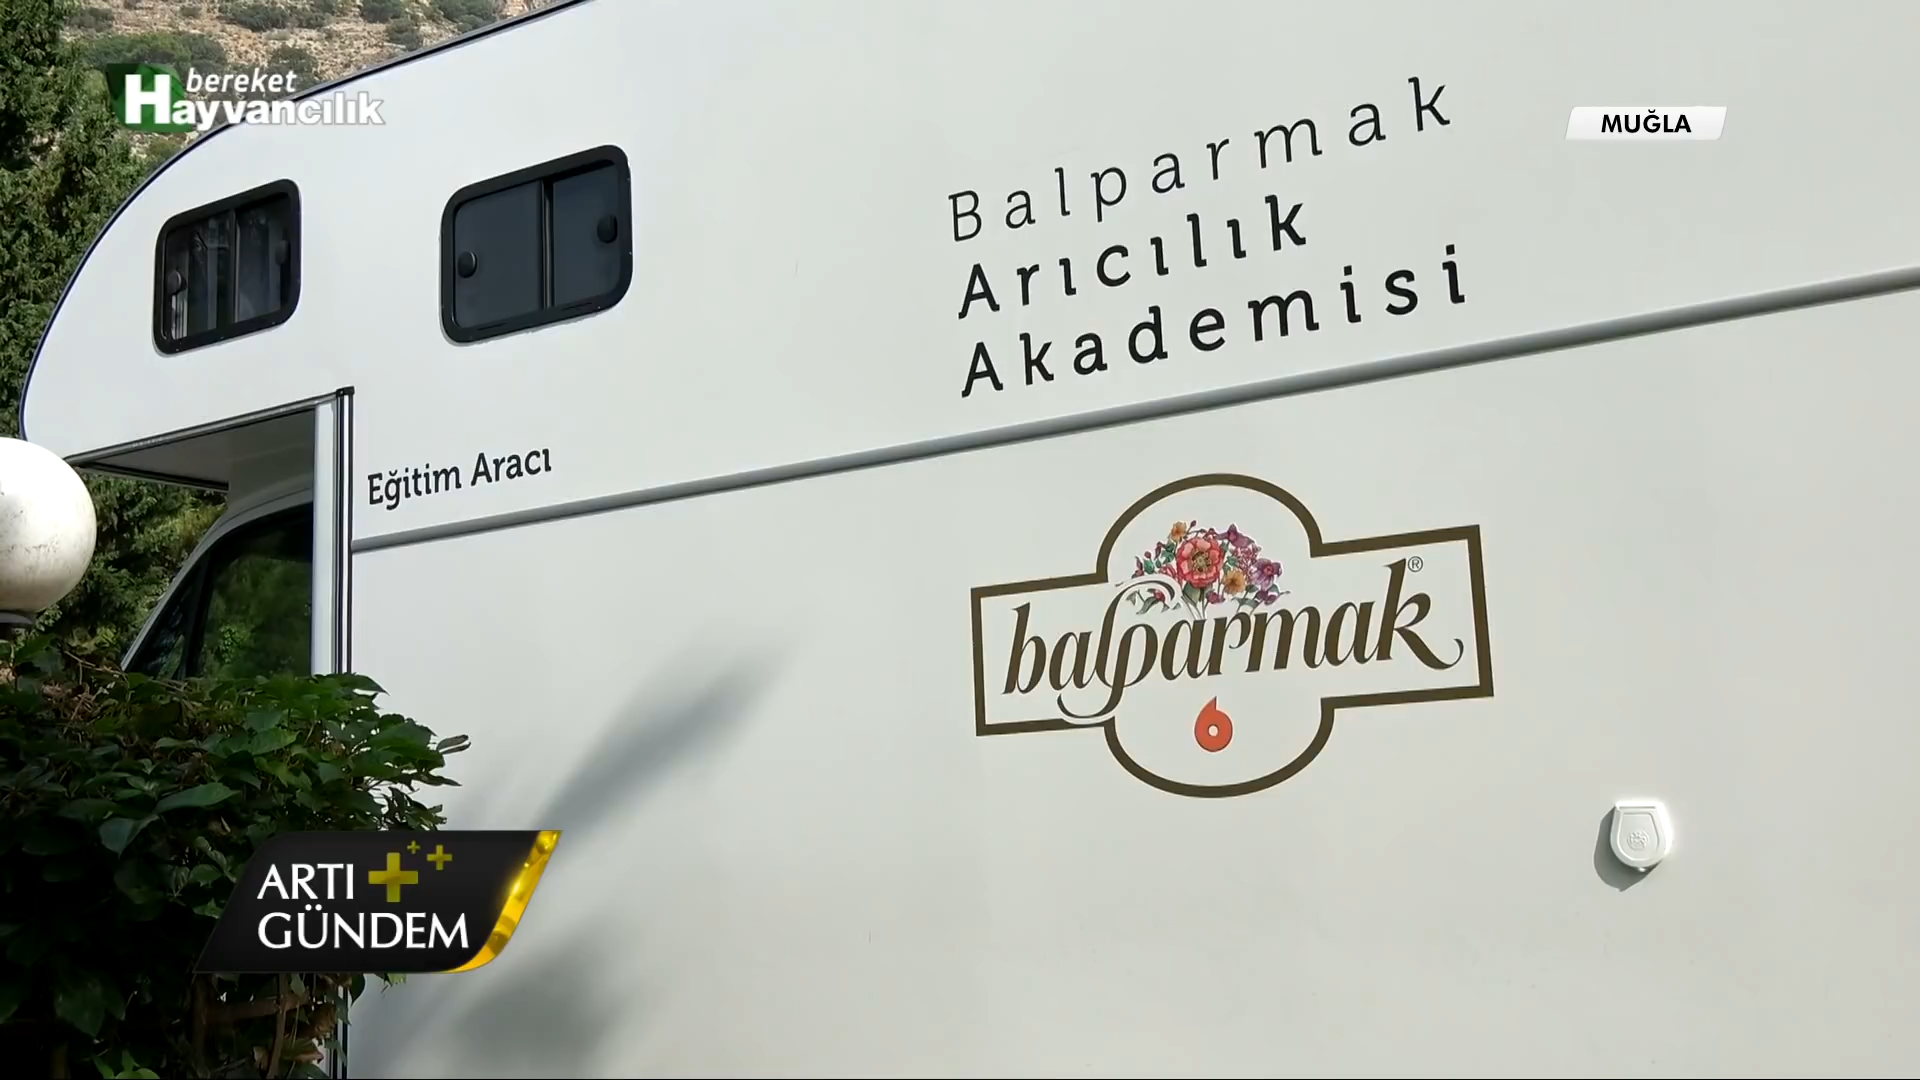 bereket
Hayvancılık
MUĞLA
Balparmak
Arıcılık
Akademisi
Eğitim Aracı
balparmak®
ARTI
GÜNDEM